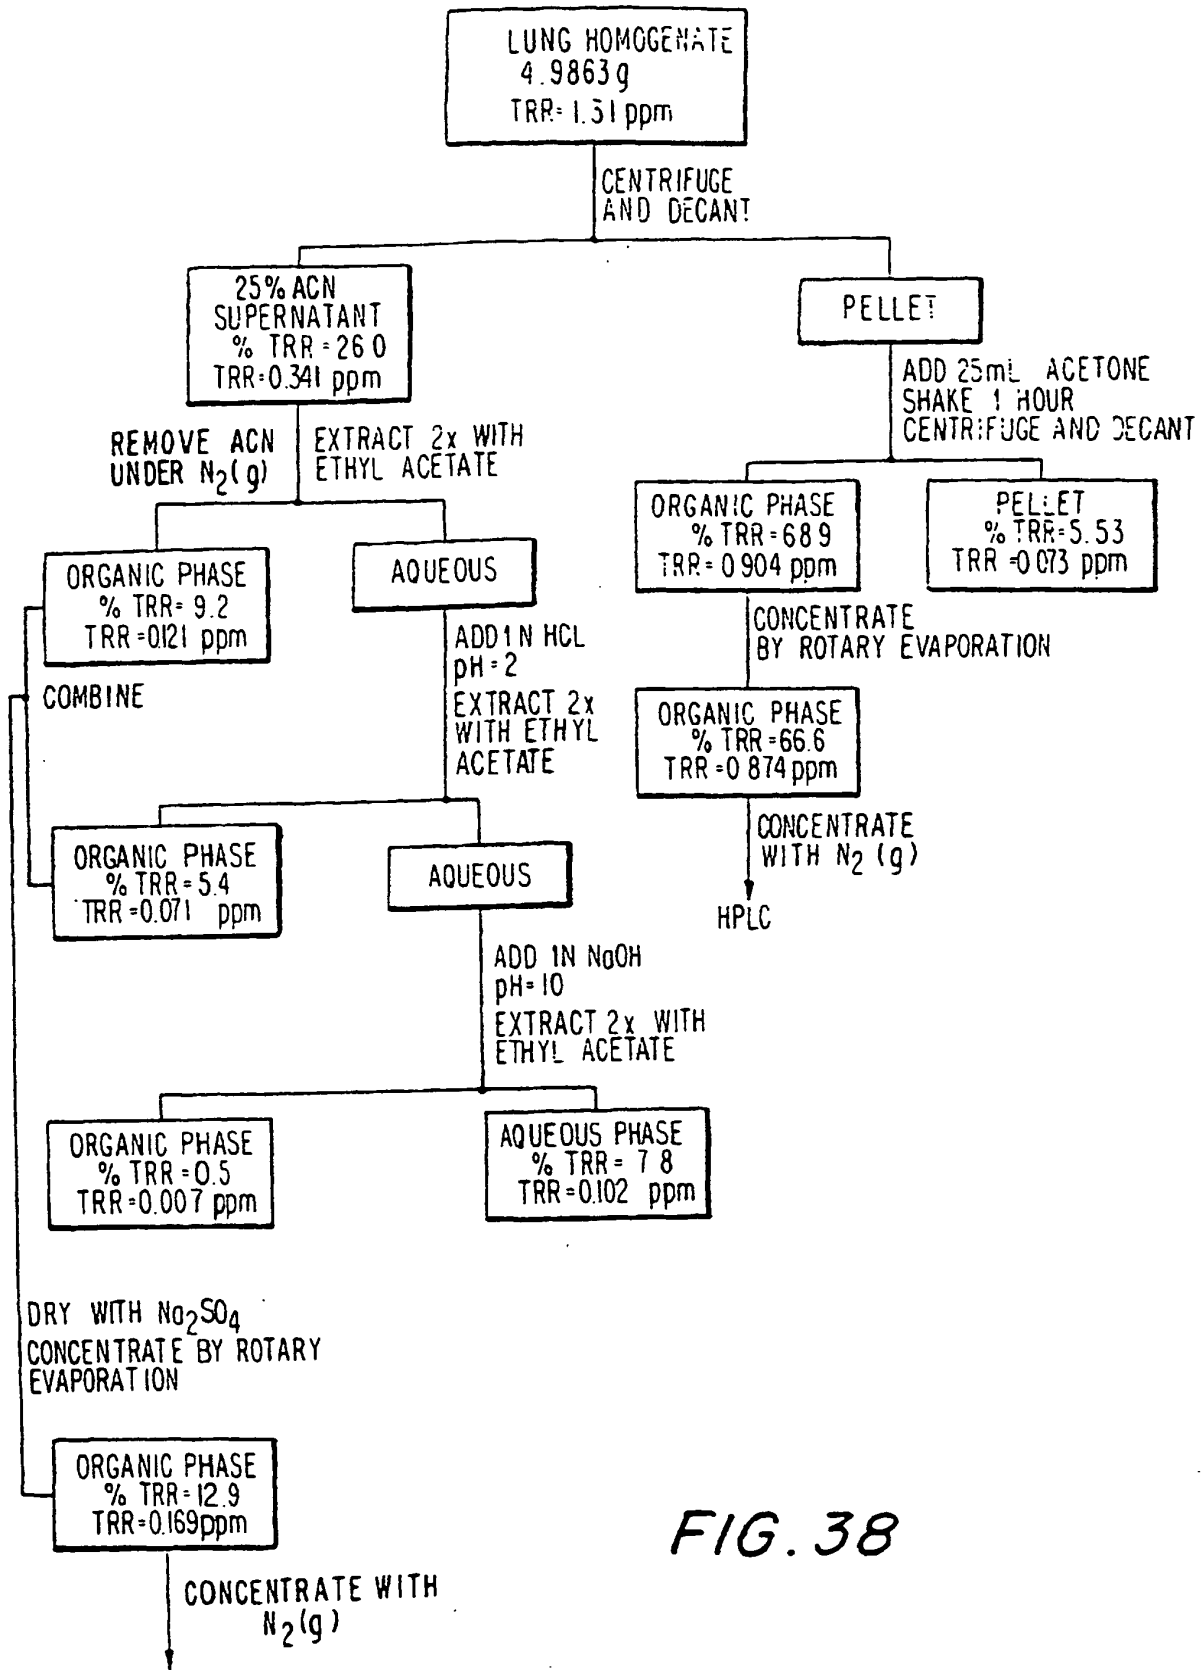 LUNG HOMOGENATE
4.9863 g
TRR= 1.31 ppm
CENTRIFUGE
AND DECANT
25% ACN
SUPERNATANT
% TRR = 26 0
TRR=0.341 ppm
PELLET
ADD 25mL ACETONE
SHAKE 1 HOUR
CENTRIFUGE AND DECANT
REMOVE ACN
UNDER N2(g)
EXTRACT 2x WITH
ETHYL ACETATE
ORGANIC PHASE
% TRR = 68 9
TRR= 0 904 ppm
PELLET
% TRR= 5.53
TRR =0 073 ppm
ORGANIC PHASE
% TRR= 9.2
TRR =0.121 ppm
AQUEOUS
CONCENTRATE
BY ROTARY EVAPORATION
ADD 1 N HCL
pH = 2
EXTRACT 2x
WITH ETHYL
ACETATE
COMBINE
ORGANIC PHASE
% TRR=66.6
TRR=0 874 ppm
CONCENTRATE
WITH N2 (g)
HPLC
ORGANIC PHASE
% TRR = 5.4
TRR =0.071 ppm
AQUEOUS
ADD 1N NaOH
pH= 10
EXTRACT 2x WITH
ETHYL ACETATE
ORGANIC PHASE
% TRR =0.5
TRR =0.007 ppm
AQUEOUS PHASE
% TRR = 7 8
TRR =0.102 ppm
DRY WITH Na2SO4
CONCENTRATE BY ROTARY
EVAPORATION
ORGANIC PHASE
% TRR =12.9
TRR =0.169ppm
CONCENTRATE WITH
N2(g)
FIG. 38